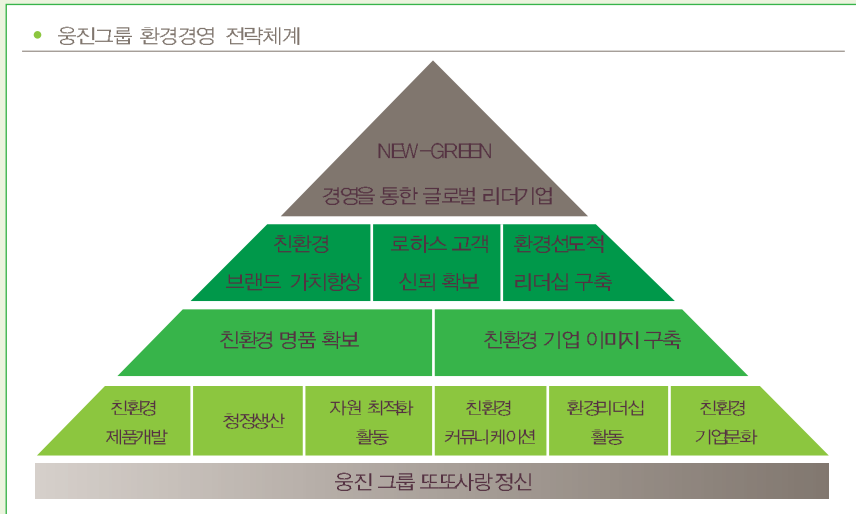 웅진그룹 환경경영 전략체계
NEW-GREEN
경영을 통한 글로벌 리더기업
친환경
브랜드 가치향상
로하스 고객
신뢰 확보
환경선도적
리더십 구축
친환경 명품 확보
친환경 기업 이미지 구축
친환경
제품개발
청정생산
자원 최적화
활동
친환경
커뮤니케이션
환경리더십
활동
친환경
기업문화
웅진 그룹 또또사랑 정신